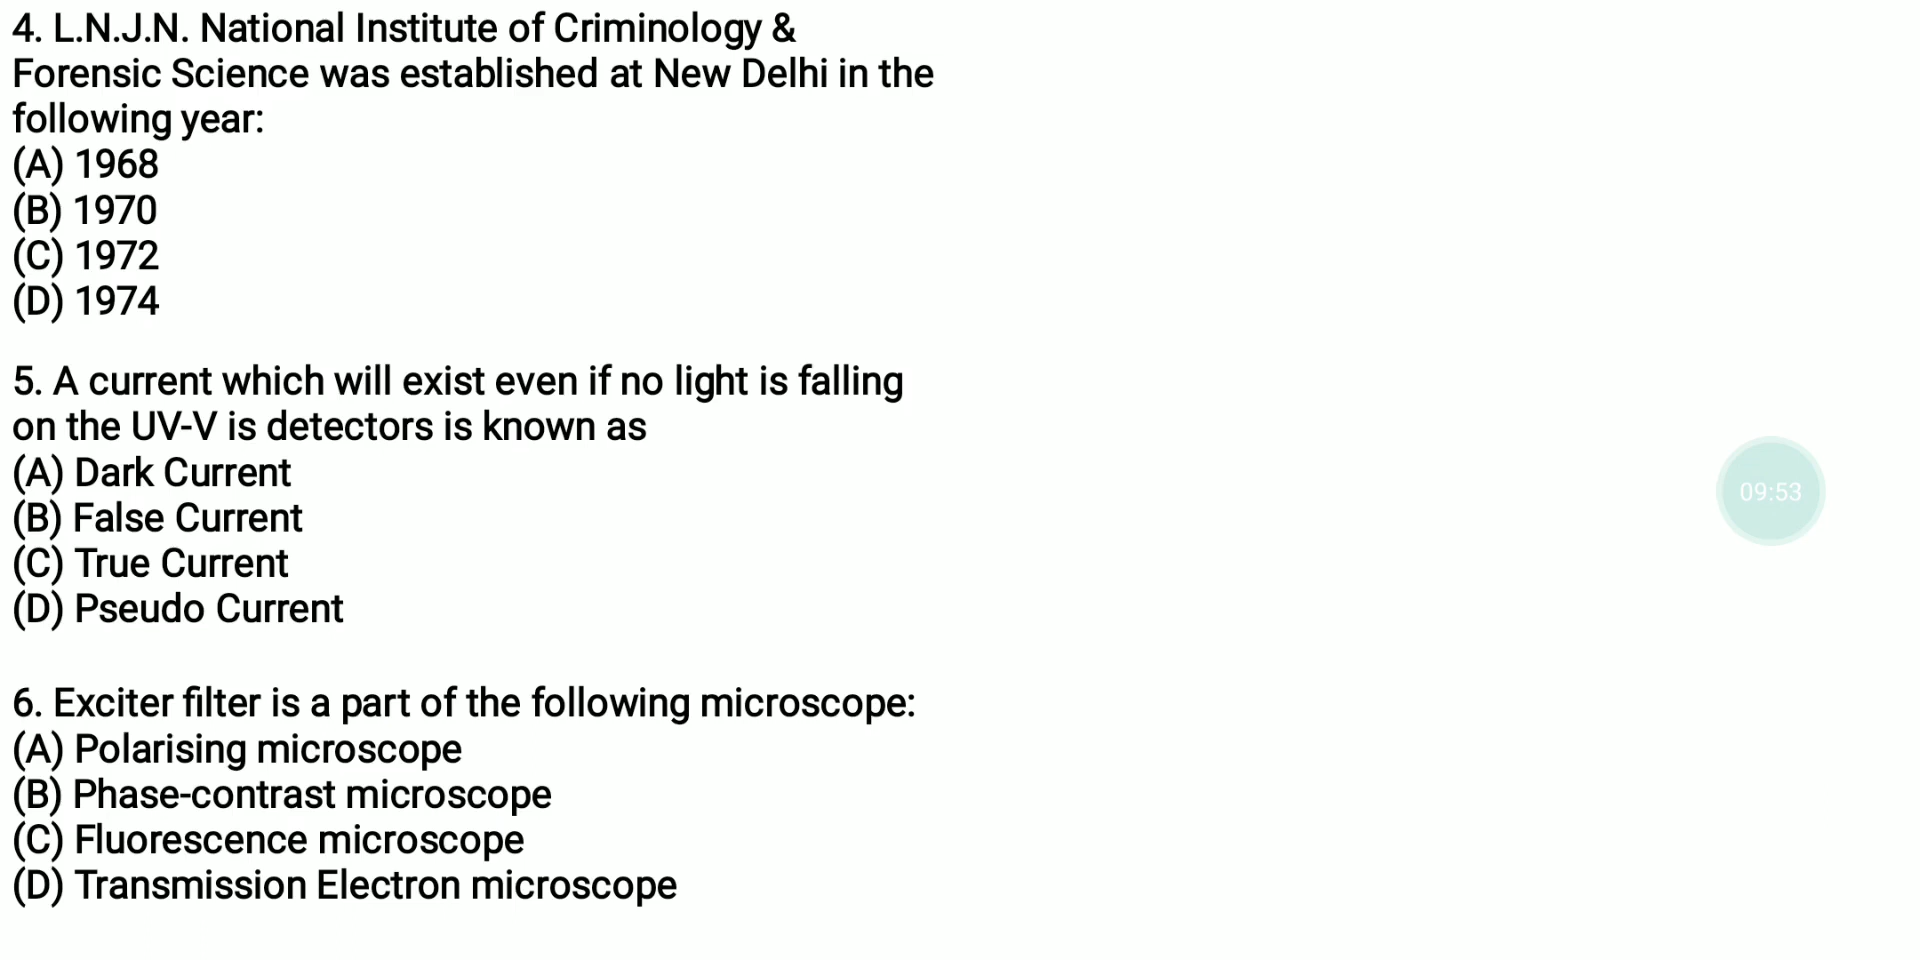 4. L.N.J.N. National Institute of Criminology &
Forensic Science was established at New Delhi in the
following year:
(A) 1968
(B) 1970
(C) 1972
(D) 1974
5. A current which will exist even if no light is falling
on the UV-V is detectors is known as
(A) Dark Current
(B) False Current
(C) True Current
(D) Pseudo Current
09:53
6. Exciter filter is a part of the following microscope:
(A) Polarising microscope
(B) Phase-contrast microscope
(C) Fluorescence microscope
(D) Transmission Electron microscope